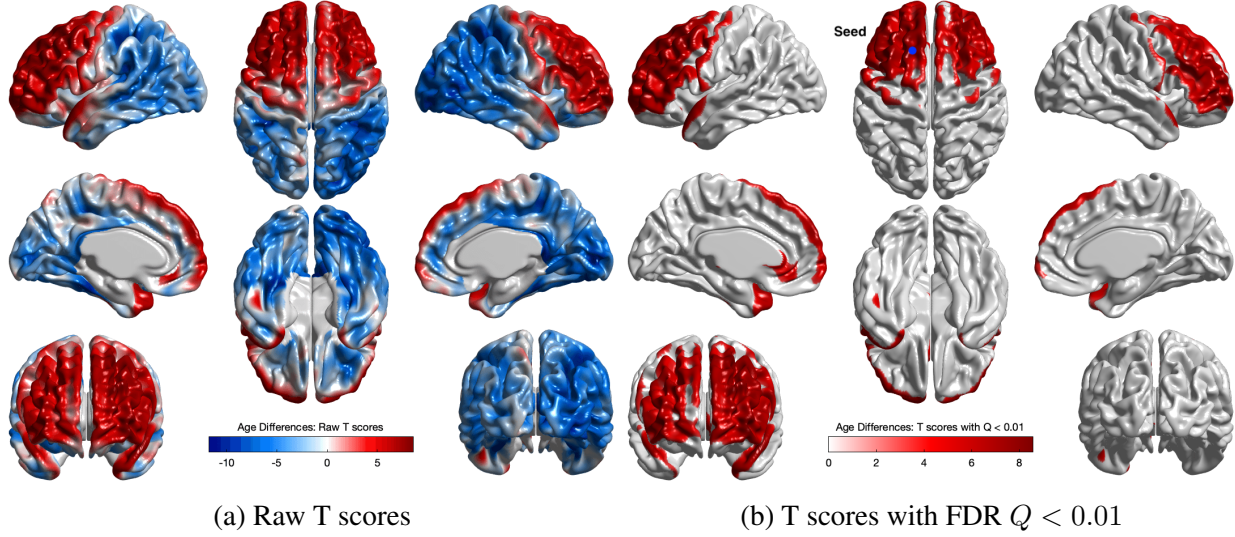 Seed
Age Differences: Raw T scores
-10 -5 0 5
Age Differences: T scores with Q < 0.01
0 2 4 6 8
(a) Raw T scores
(b) T scores with FDR Q < 0.01